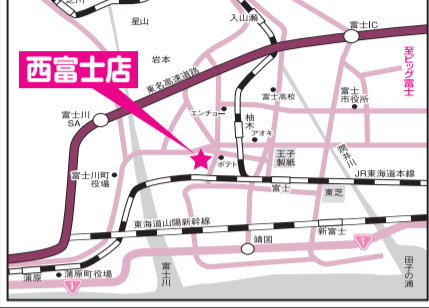 芝川
星山
入山瀬
富士IC
岩本
至ビッグ富士
西富士店
東名高速道路
富士高校
富士
市役所
エンチョー
富士川
SA
柚木
アオキ
潤井川
王子
製紙
ポテト
富士川町
役場
JR東海道本線
富士
東芝
東海道山陽新幹線
新富士
靖国
1
富士川
田子の浦
蒲原
蒲原町役場
1